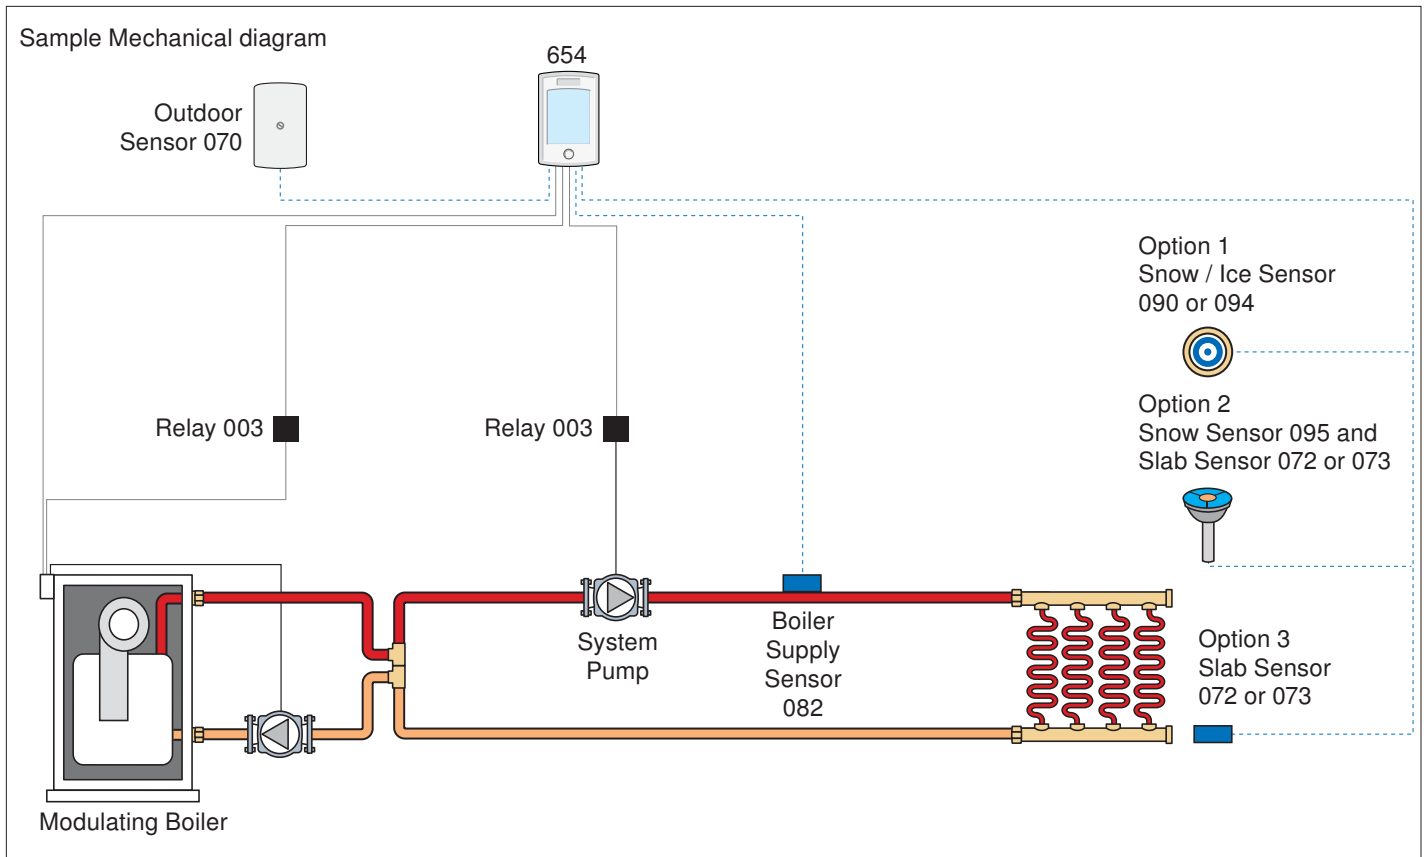 Sample Mechanical diagram
654
Outdoor
Sensor 070
Option 1
Snow / Ice Sensor
090 or 094
Option 2
Snow Sensor 095 and
Slab Sensor 072 or 073
Relay 003
Relay 003
System
Pump
Boiler
Supply
Sensor
082
Option 3
Slab Sensor
072 or 073
Modulating Boiler